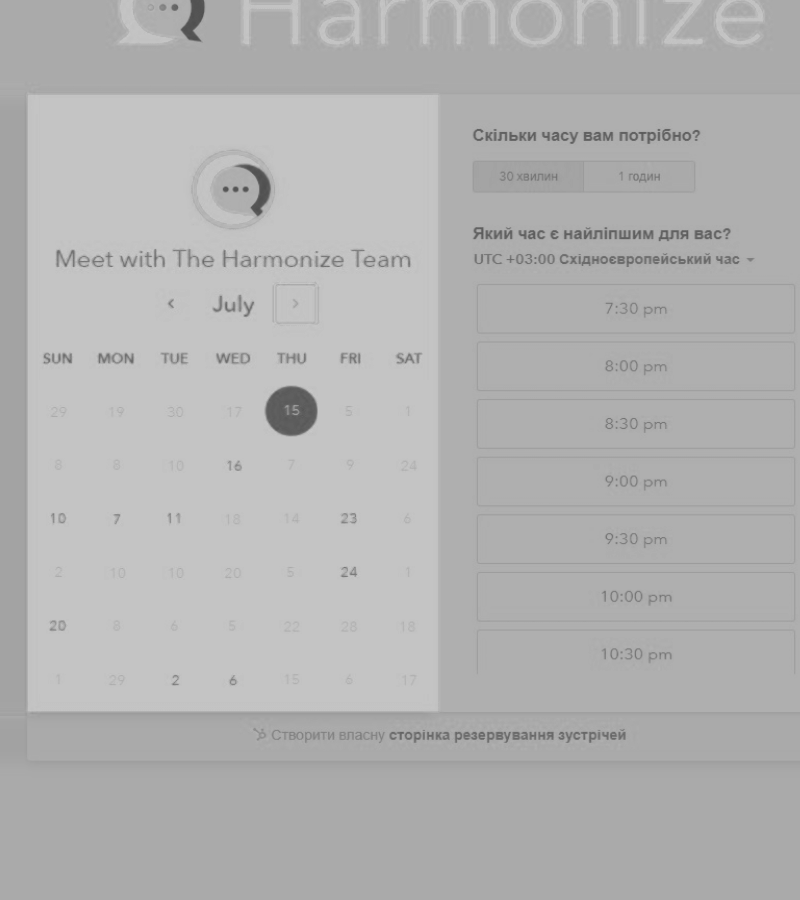 Harmonize
Meet with The Harmonize Team
July
SUN MON TUE WED THU FRI SAT
29 19 30 17 15 5 1
8 8 10 16 7 9 24
10 7 11 18 14 23 6
2 10 10 20 5 24 1
20 8 6 5 22 28 18
1 29 2 6 15 6 17
Скільки часу вам потрібно?
30 хвилин 1 годин
Який час є найліпшим для вас?
UTC +03:00 Східноєвропейський час
7:30 pm
8:00 pm
8:30 pm
9:00 pm
9:30 pm
10:00 pm
10:30 pm
Створити власну сторінка резервування зустрічей